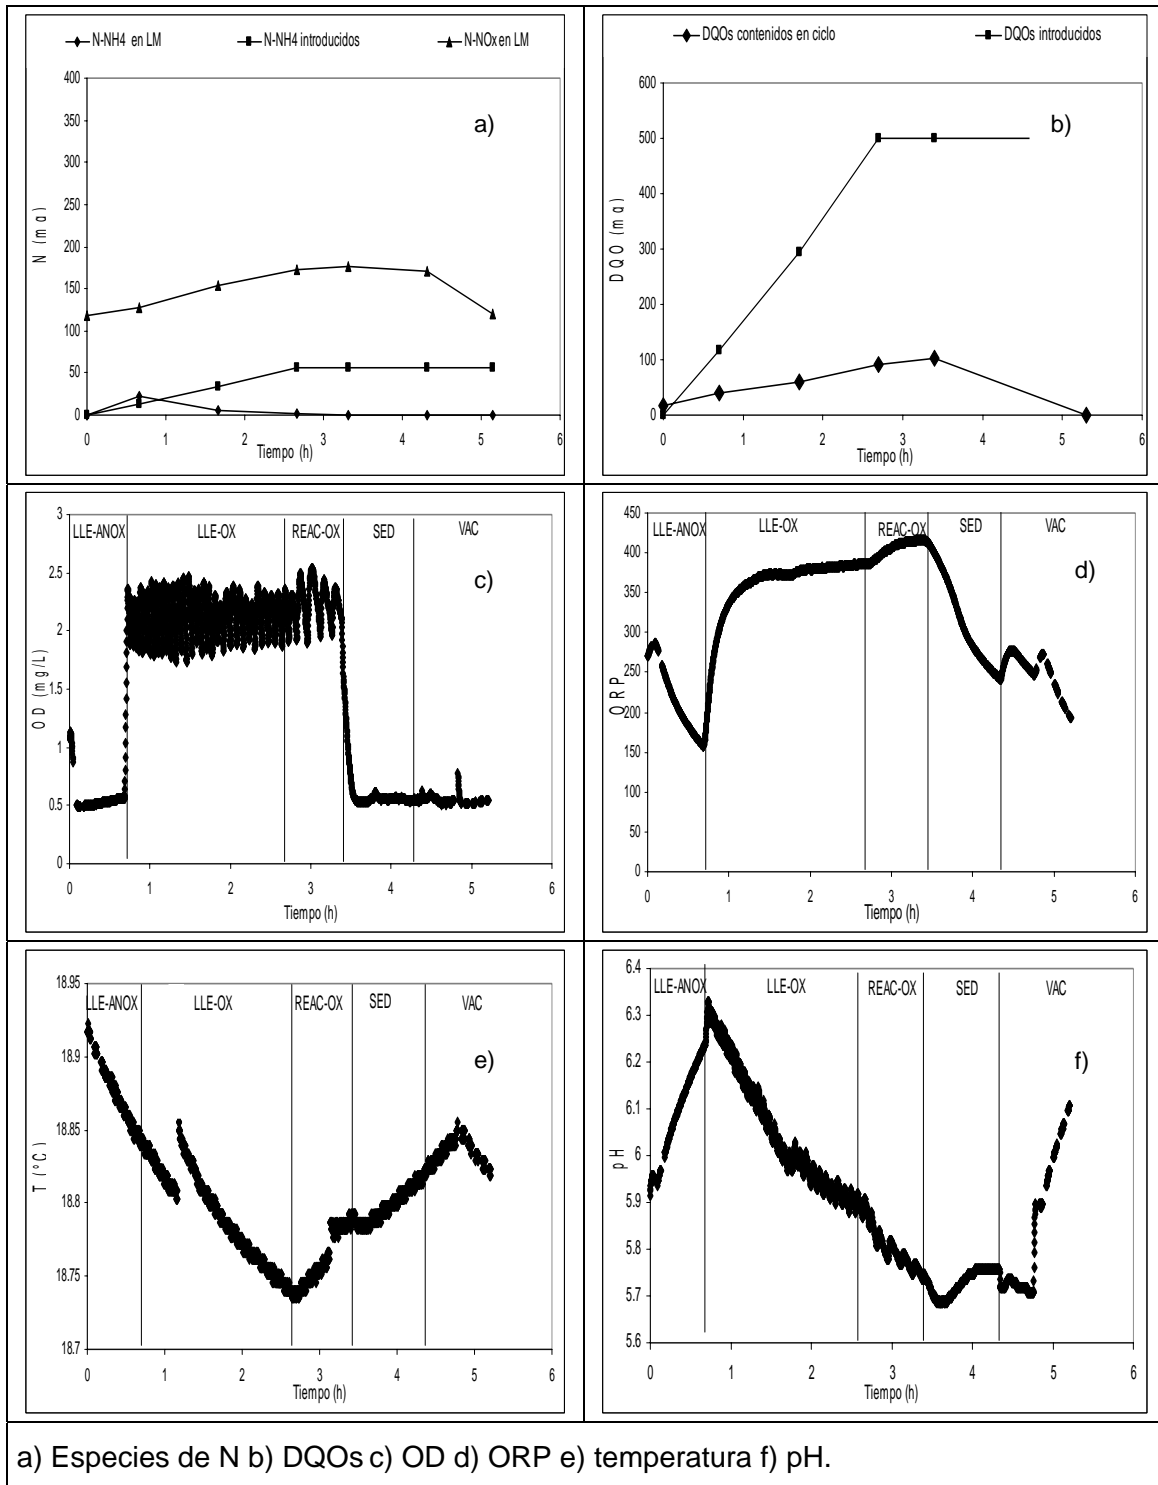 N-NH4 en LM N-NH4 introducidos N-NOx en LM
400
350
300
250
200
150
100
50
0
N (mg)
a)
0 1 2 3 4 5 6
Tiempo (h)
DQOs contenidos en ciclo DQOs introducidos
600
500
400
300
200
100
0
DQO (mg)
b)
0 1 2 3 4 5 6
Tiempo (h)
3
2.5
2
1.5
1
0.5
0
OD (mg/L)
LLE-ANOX LLE-OX REAC-OX SED VAC
c)
0 1 2 3 4 5 6
Tiempo (h)
450
400
350
300
250
200
150
100
50
0
ORP
LLE-ANOX LLE-OX REAC-OX SED VAC
d)
0 1 2 3 4 5 6
Tiempo (h)
18.95
18.9
18.85
18.8
18.75
18.7
T (ºC)
LLE-ANOX LLE-OX REAC-OX SED VAC
e)
0 1 2 3 4 5 6
Tiempo (h)
6.4
6.3
6.2
6.1
6
5.9
5.8
5.7
5.6
pH
LLE-ANOX LLE-OX REAC-OX SED VAC
f)
0 1 2 3 4 5 6
Tiempo (h)
a) Especies de N b) DQOs c) OD d) ORP e) temperatura f) pH.